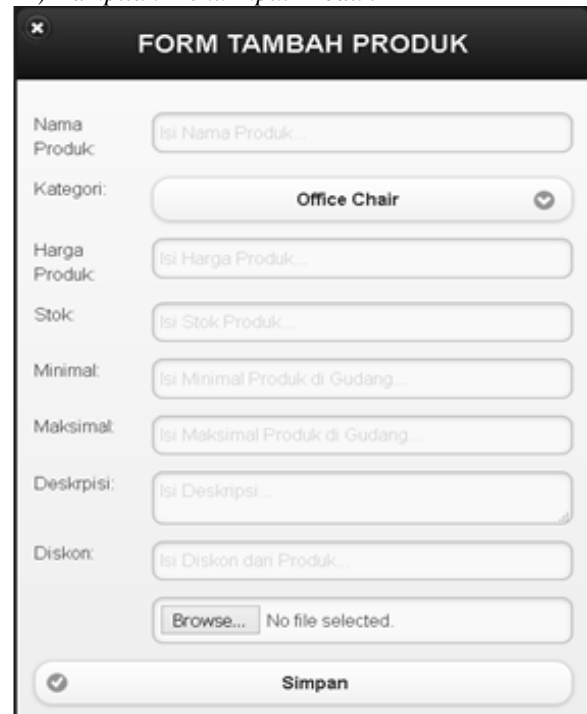 FORM TAMBAH PRODUK
Nama
Produk:
Isi Nama Produk...
Kategori:
Office Chair
Harga
Produk:
Isi Harga Produk...
Stok:
Isi Stok Produk...
Minimal:
Isi Minimal Produk di Gudang...
Maksimal:
Isi Maksimal Produk di Gudang...
Deskrpisi:
Isi Deskripsi...
Diskon:
Isi Diskon dari Produk...
Browse... No file selected.
Simpan